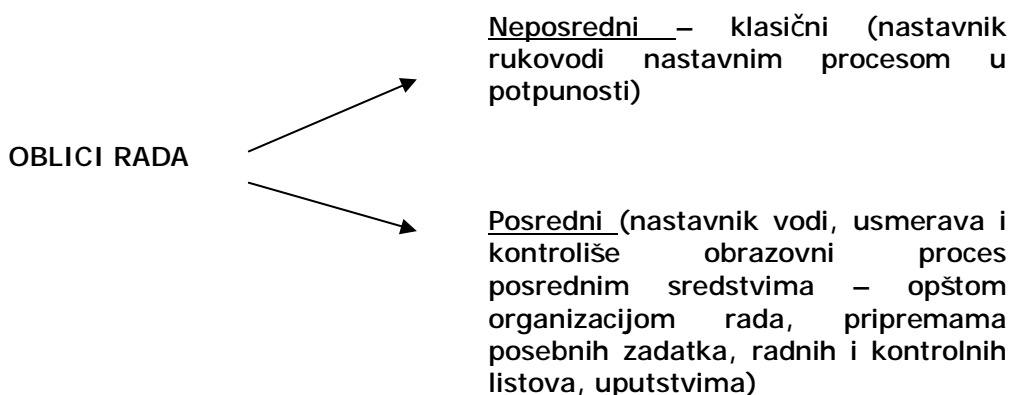 Neposredni – klasični (nastavnik
rukovodi nastavnim procesom u
potpunosti)
OBLICI RADA
Posredni (nastavnik vodi, usmerava i
kontroliše obrazovni proces
posrednim sredstvima – opštom
organizacijom rada, pripremama
posebnih zadatka, radnih i kontrolnih
listova, uputstvima)